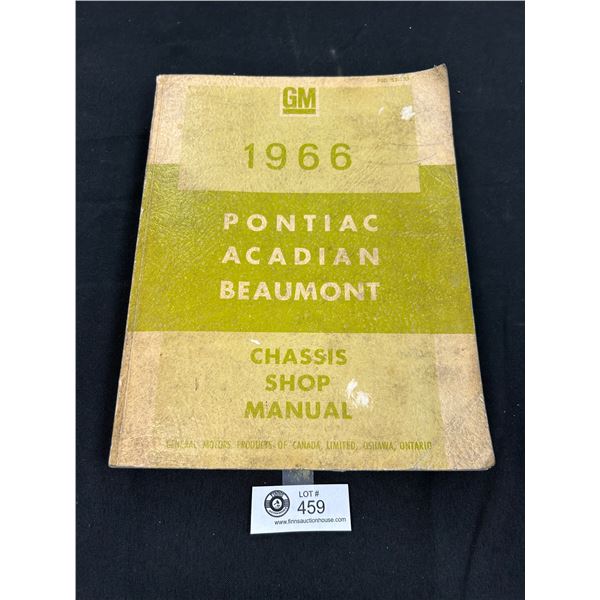 GM
1966
PONTIAC
ACADIAN
BEAUMONT
CHASSIS
SHOP
MANUAL
GENERAL MOTORS PRODUCTS OF CANADA, LIMITED, OSHAWA, ONTARIO
LOT #
459
www.finnsauctionhouse.com